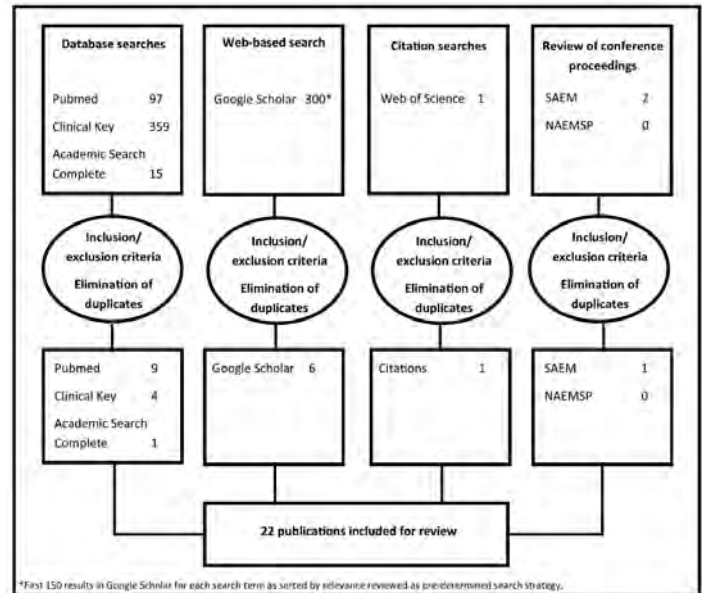 Database searches
Pubmed 97
Clinical Key 359
Academic Search
Complete 15
Web-based search
Google Scholar 300*
Citation searches
Web of Science 1
Review of conference
proceedings
SAEM 2
NAEMSP 0
Inclusion/
exclusion criteria
Elimination of
duplicates
Inclusion/
exclusion criteria
Elimination of
duplicates
Inclusion/
exclusion criteria
Elimination of
duplicates
Inclusion/
exclusion criteria
Elimination of
duplicates
Pubmed 9
Clinical Key 4
Academic Search
Complete 1
Google Scholar 6
Citations 1
SAEM 1
NAEMSP 0
22 publications included for review
*First 150 results in Google Scholar for each search term as sorted by relevance reviewed as pre-determined search strategy.